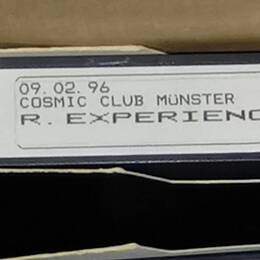 09.02.96
COSMIC CLUB MÜNSTER
R. EXPERIENC